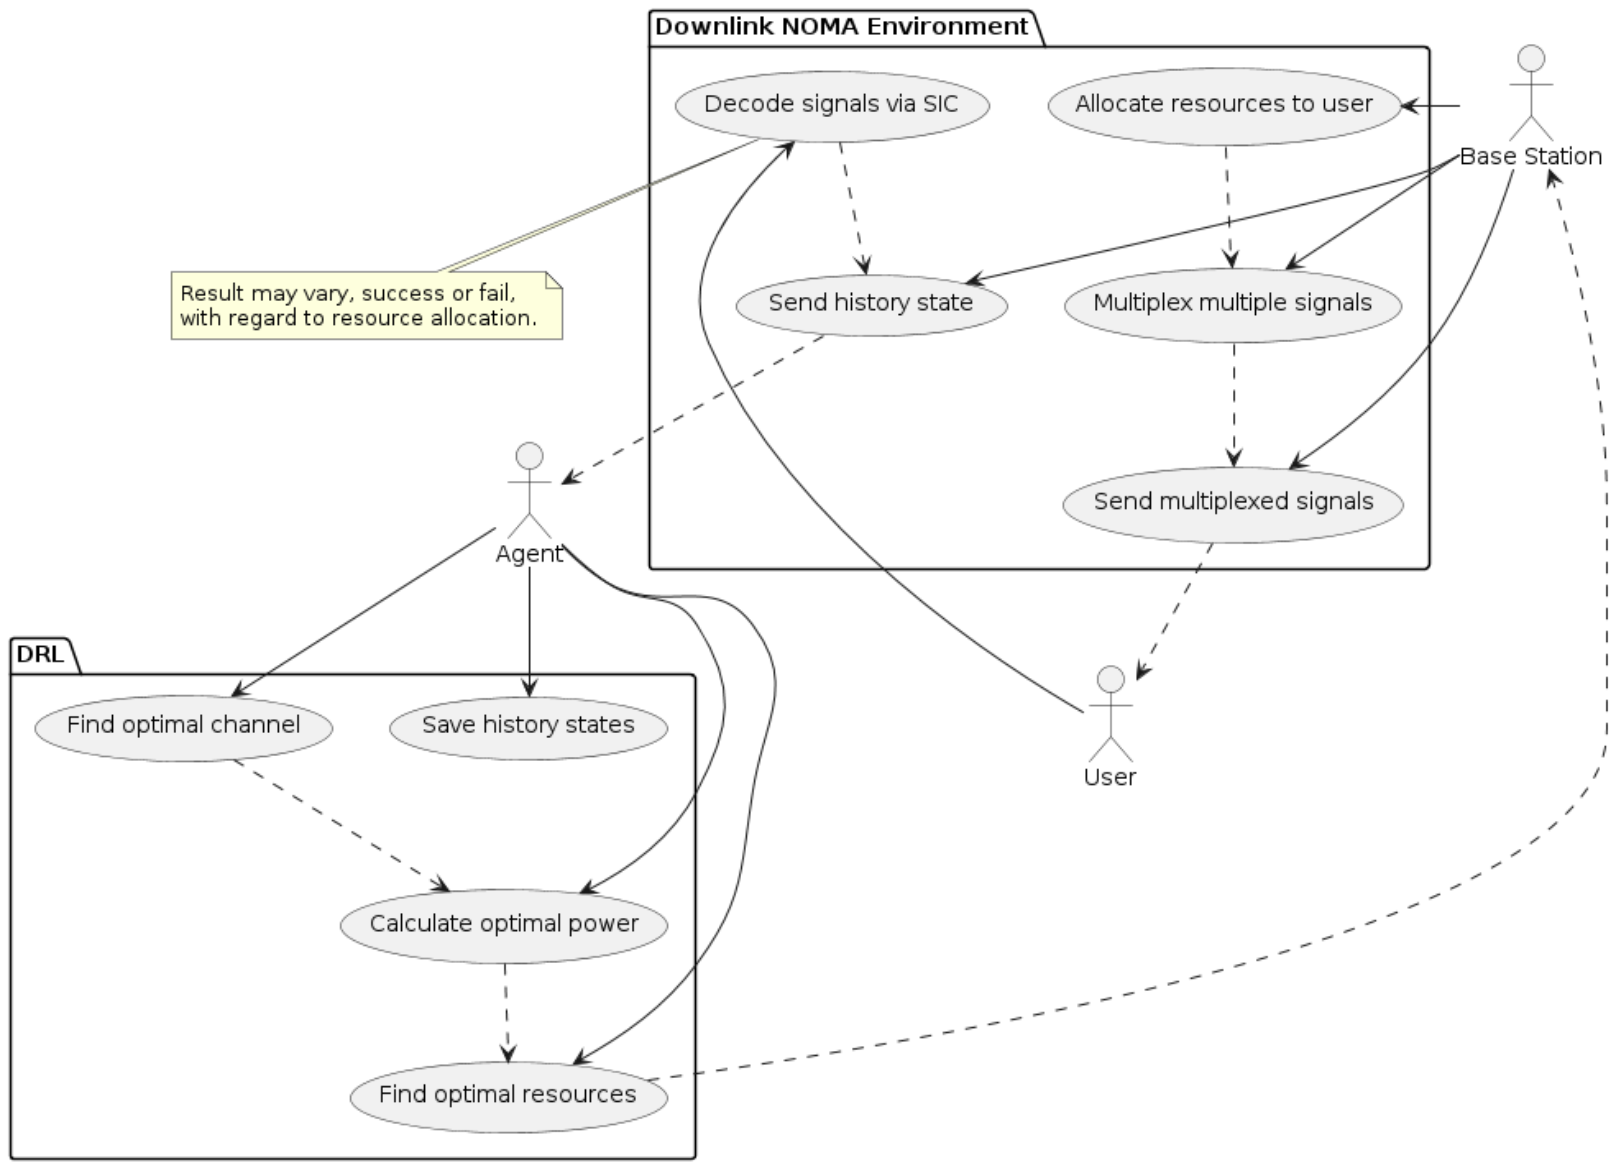 Downlink NOMA Environment
Decode signals via SIC
Allocate resources to user
Base Station
Result may vary, success or fail,
with regard to resource allocation.
Send history state
Multiplex multiple signals
Send multiplexed signals
Agent
DRL
Find optimal channel
Save history states
User
Calculate optimal power
Find optimal resources